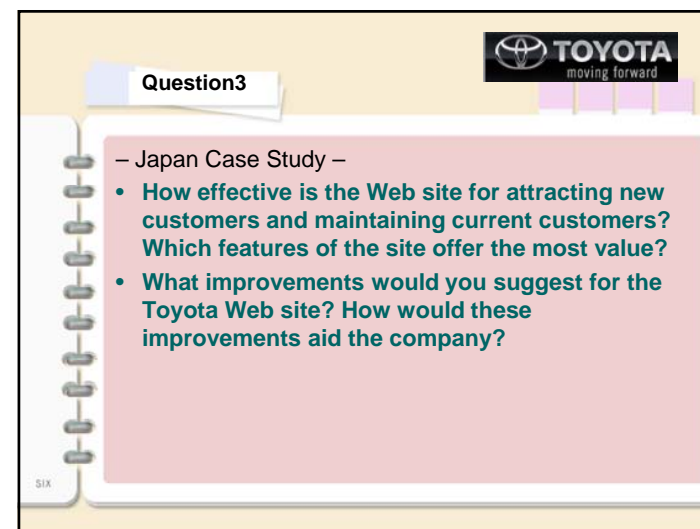 TOYOTA
moving forward
Question3
– Japan Case Study –
• How effective is the Web site for attracting new
customers and maintaining current customers?
Which features of the site offer the most value?
• What improvements would you suggest for the
Toyota Web site? How would these
improvements aid the company?
SIX